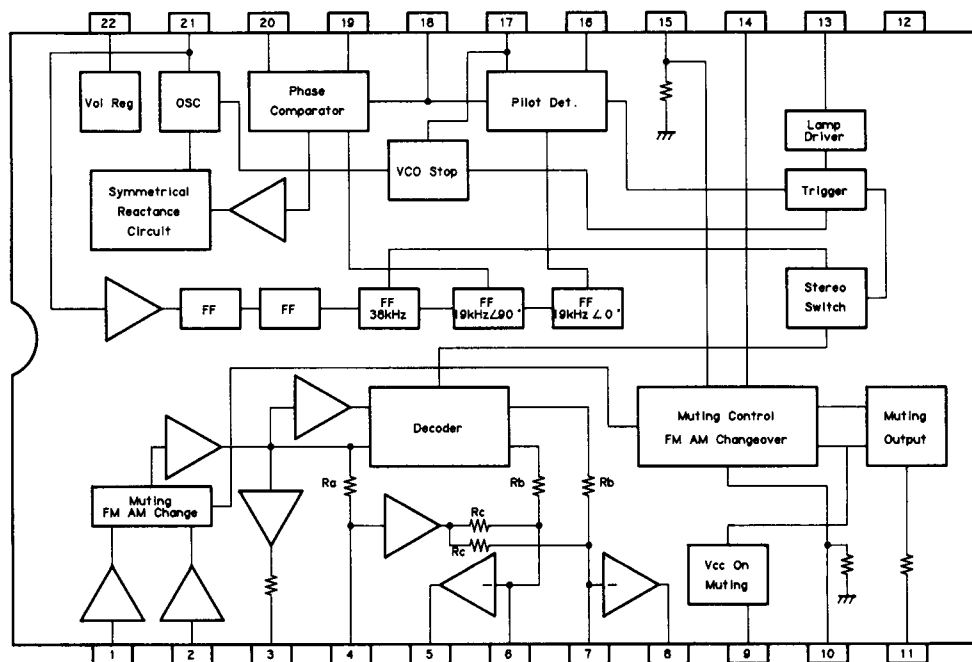 22 21 20 19 18 17 16 15 14 13 12
Vol Reg
OSC
Phase
Comparator
Pilot Det.
Lamp
Driver
VCO Stop
Trigger
Symmetrical
Reactance
Circuit
Stereo
Switch
FF
FF
FF
38kHz
FF
19kHz∠90°
FF
19kHz∠0°
Decoder
Muting Control
FM AM Changeover
Muting
Output
Ra
Rb
Rb
Muting
FM AM Change
Rc
Rc
Vcc On
Muting
−
−
1 2 3 4 5 6 7 8 9 10 11